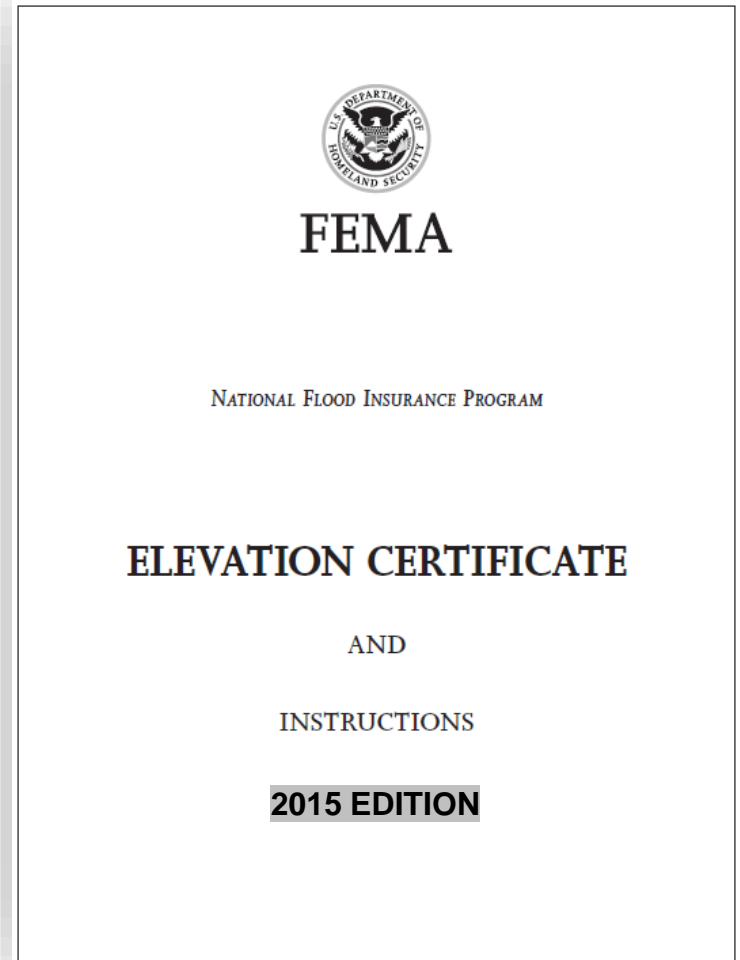 U.S. DEPARTMENT OF
HOMELAND SECURITY
FEMA
NATIONAL FLOOD INSURANCE PROGRAM
ELEVATION CERTIFICATE
AND
INSTRUCTIONS
2015 EDITION